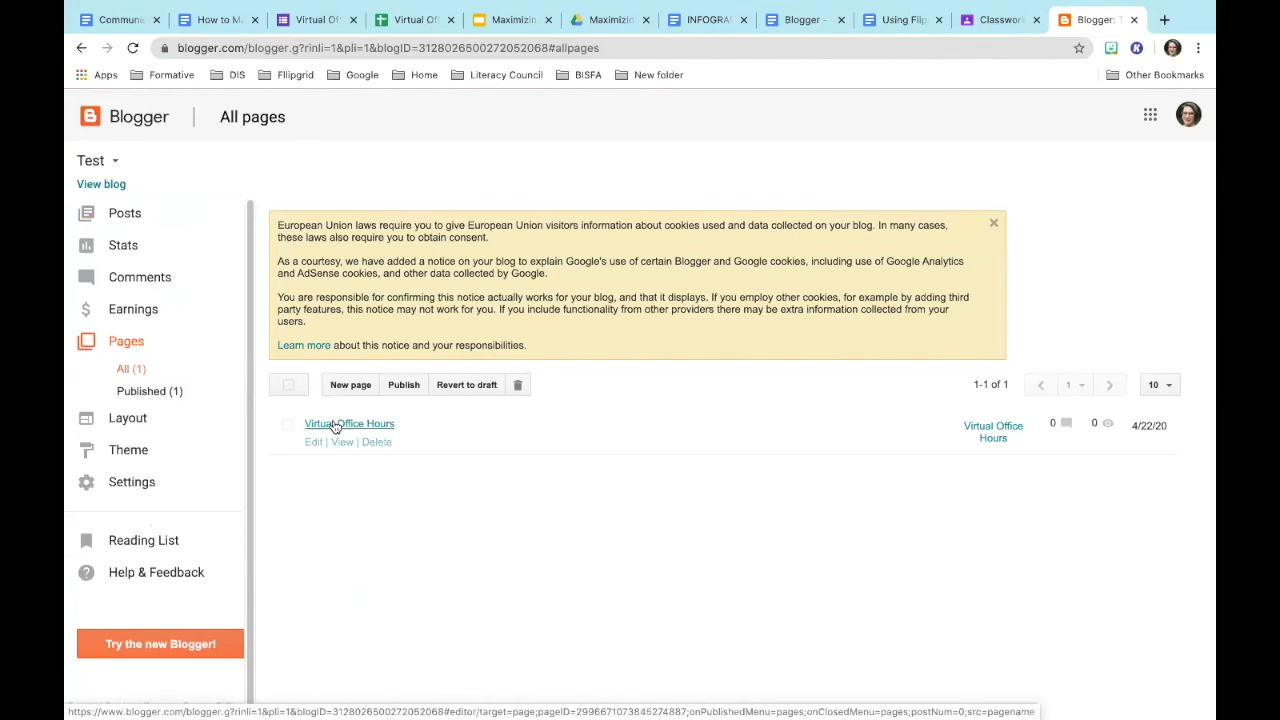 Communi
How to M
Virtual Of
Virtual Of
Maximizin
Maximizin
INFOGRA
Blogger -
Using Flip
Classwor
Blogger: T
blogger.com/blogger.g?rinli=1&pli=1&blogID=3128026500272052068#allpages
Apps
Formative
DIS
FlIpgrid
Google
Home
Literacy Council
BISFA
New folder
Other Bookmarks
Blogger
All pages
Test
View blog
Posts
Stats
Comments
Earnings
Pages
All (1)
Published (1)
Layout
Theme
Settings
Reading List
Help & Feedback
Try the new Blogger!
European Union laws require you to give European Union visitors information about cookies used and data collected on your blog. In many cases,
these laws also require you to obtain consent.
As a courtesy, we have added a notice on your blog to explain Google's use of certain Blogger and Google cookies, including use of Google Analytics
and AdSense cookies, and other data collected by Google.
You are responsible for confirming this notice actually works for your blog, and that it displays. If you employ other cookies, for example by adding third
party features, this notice may not work for you. If you include functionality from other providers there may be extra information collected from your
users.
Learn more about this notice and your responsibilities.
New page
Publish
Revert to draft
1-1 of 1
1
10
Virtual Office Hours
Edit | View | Delete
Virtual Office
Hours
0
0
4/22/20
https://www.blogger.com/blogger.g?rinli=1&pli=1&blogID=3128026500272052068#editor/target=page;pageID=2996671073845274887;onPublishedMenu=pages;onClosedMenu=pages;postNum=0;src=pagename